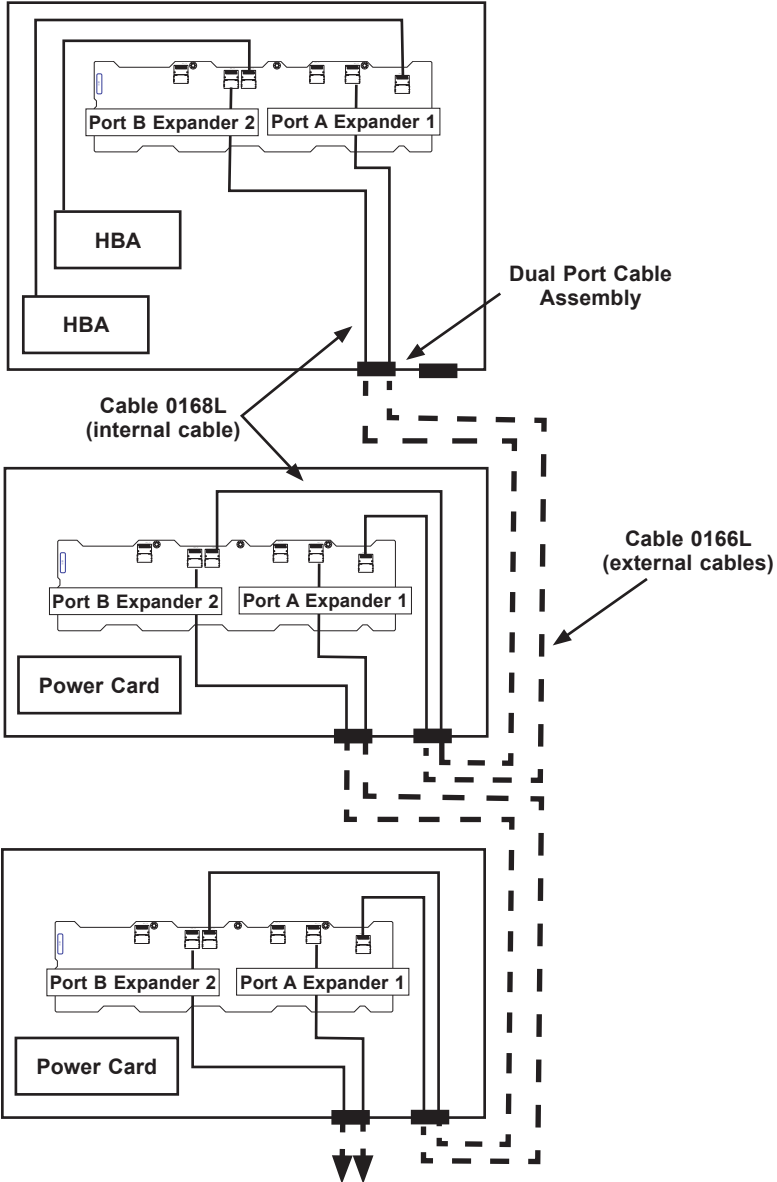 Port B Expander 2
Port A Expander 1
HBA
HBA
Dual Port Cable
Assembly
Cable 0168L
(internal cable)
Cable 0166L
(external cables)
Port B Expander 2
Port A Expander 1
Power Card
Port B Expander 2
Port A Expander 1
Power Card